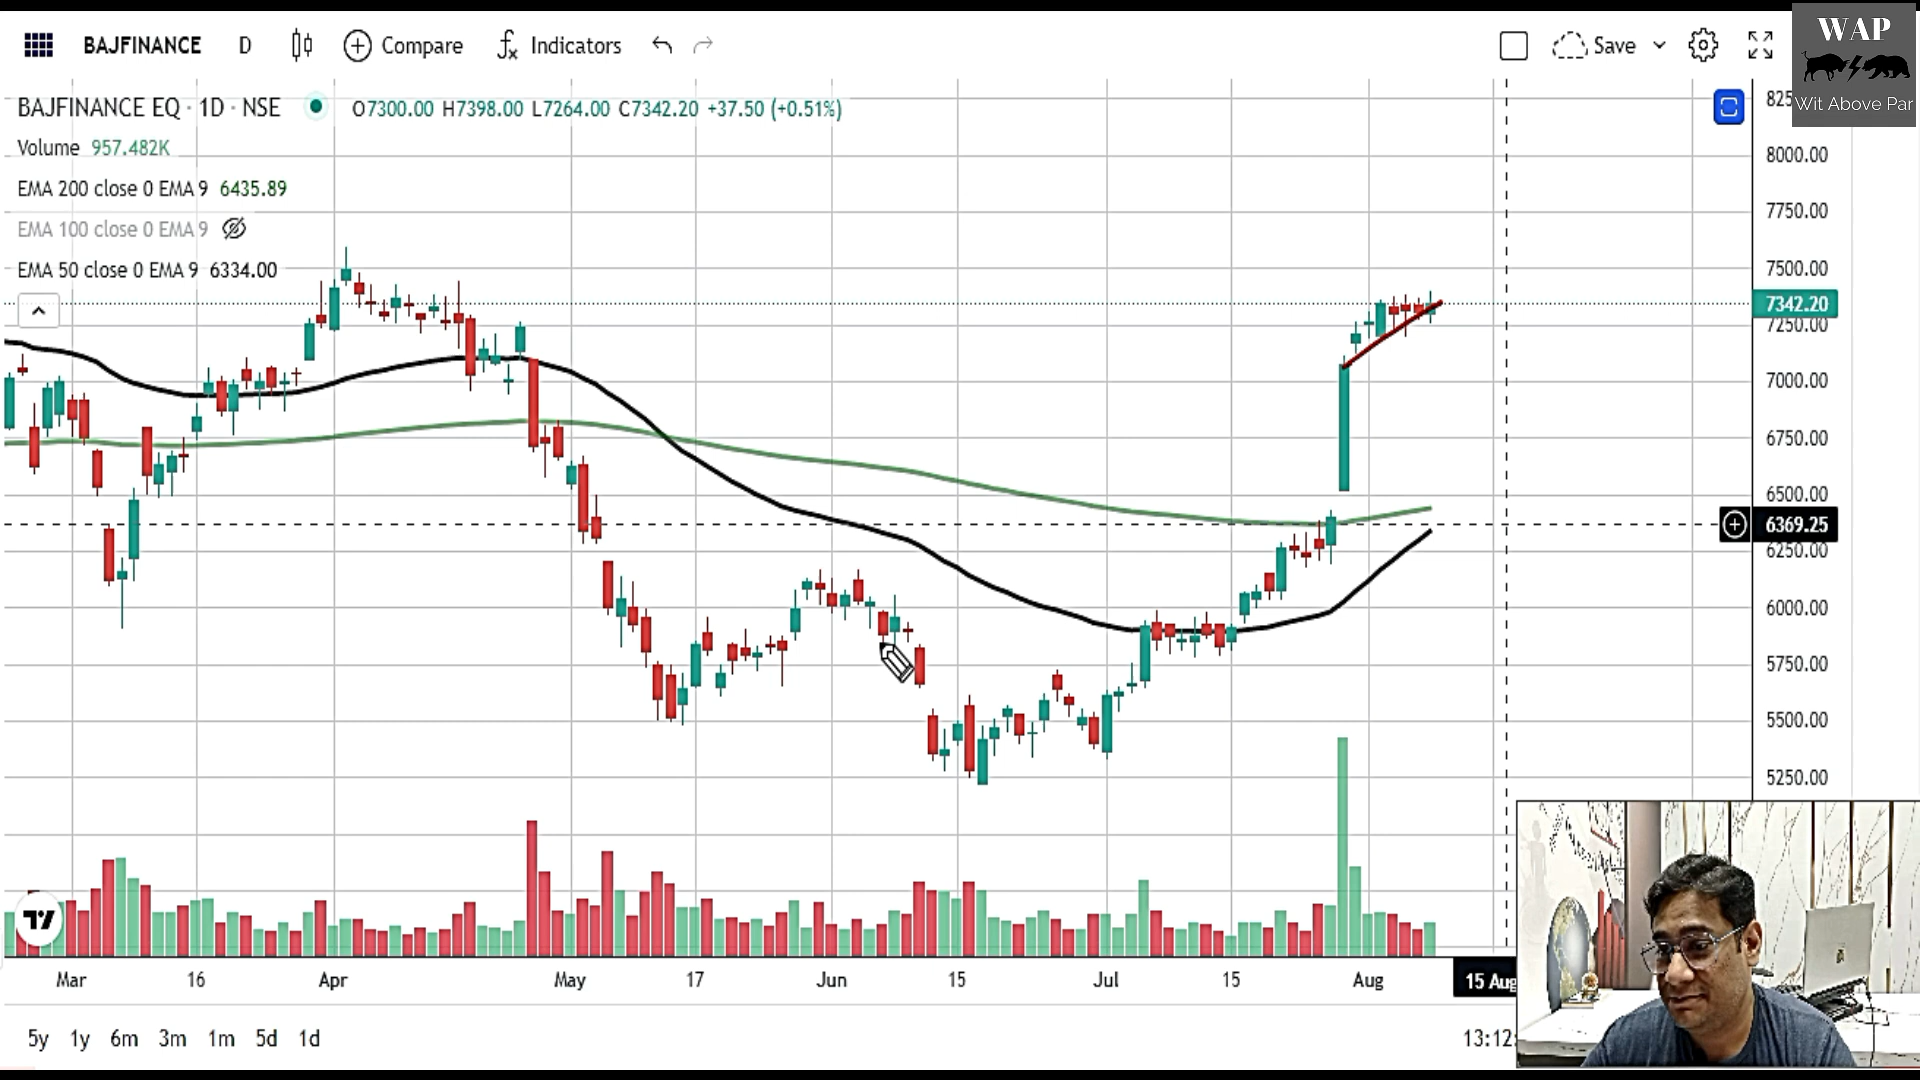 BAJFINANCE D Compare Indicators Save
WAP
Wit Above Par
BAJFINANCE EQ · 1D · NSE O7300.00 H7398.00 L7264.00 C7342.20 +37.50 (+0.51%)
Volume 957.482K
EMA 200 close 0 EMA 9 6435.89
EMA 100 close 0 EMA 9
EMA 50 close 0 EMA 9 6334.00
8000.00
7750.00
7500.00
7342.20
7250.00
7000.00
6750.00
6500.00
6369.25
6250.00
6000.00
5750.00
5500.00
5250.00
Mar 16 Apr May 17 Jun 15 Jul 15 Aug 15 Aug
5y 1y 6m 3m 1m 5d 1d 13:12: